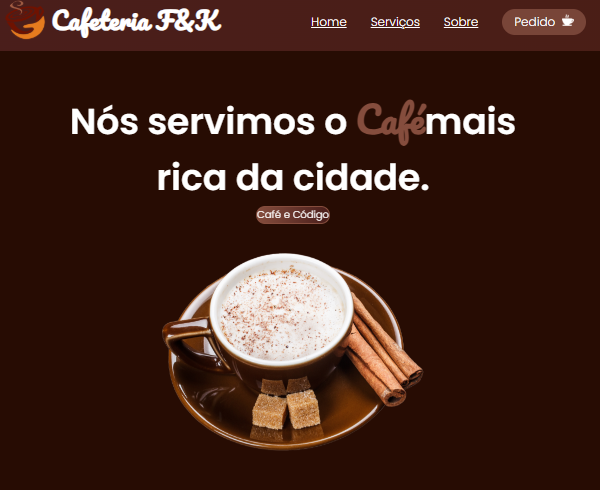 Cafeteria F&K
Home Serviços Sobre Pedido
Nós servimos o Cafémais
rica da cidade.
Café e Código